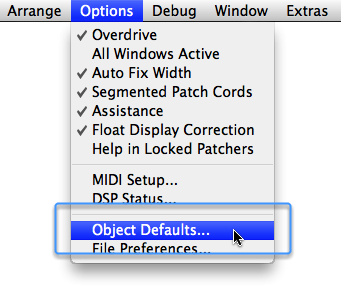 Arrange Options Debug Window Extras
✓ Overdrive
All Windows Active
✓ Auto Fix Width
✓ Segmented Patch Cords
✓ Assistance
✓ Float Display Correction
Help in Locked Patchers
MIDI Setup...
DSP Status...
Object Defaults...
File Preferences...